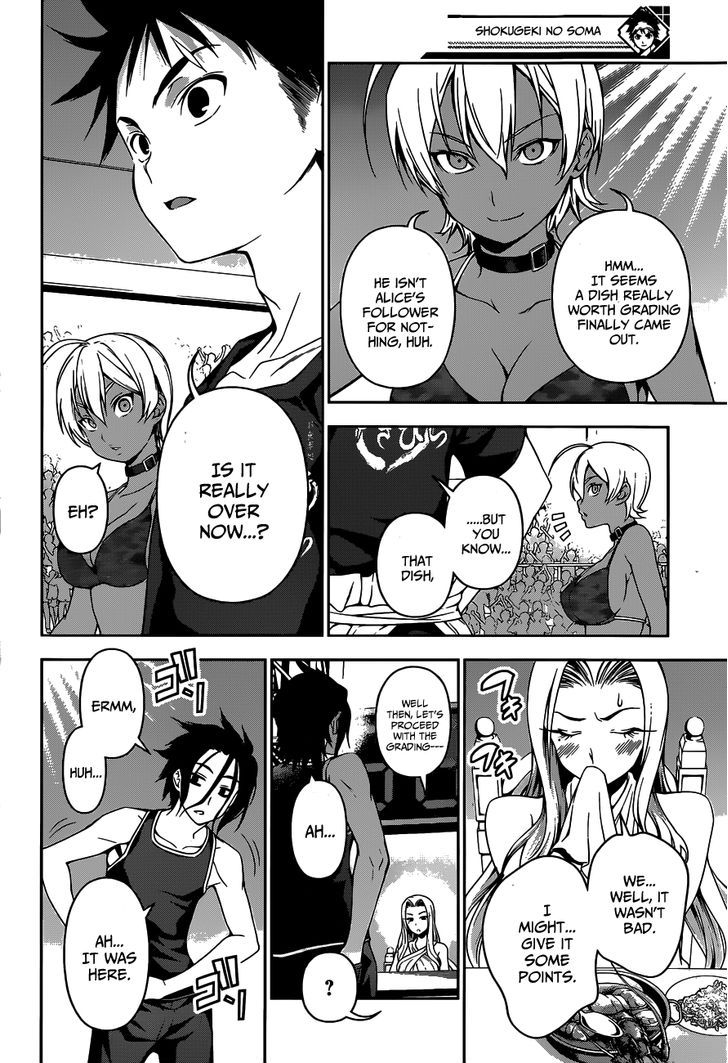 SHOKUGEKI NO SOMA
HMM...
IT SEEMS
A DISH REALLY
WORTH GRADING
FINALLY CAME
OUT.
HE ISN'T
ALICE'S
FOLLOWER
FOR NOT-
HING, HUH.
.....BUT
YOU
KNOW...
THAT
DISH,
IS IT
REALLY
OVER
NOW...?
EH?
WE...
WELL, IT
WASN'T
BAD.
I
MIGHT...
GIVE IT
SOME
POINTS.
WELL
THEN, LET'S
PROCEED
WITH THE
GRADING---
AH...
?
ERMM,
HUH...
AH...
IT WAS
HERE.